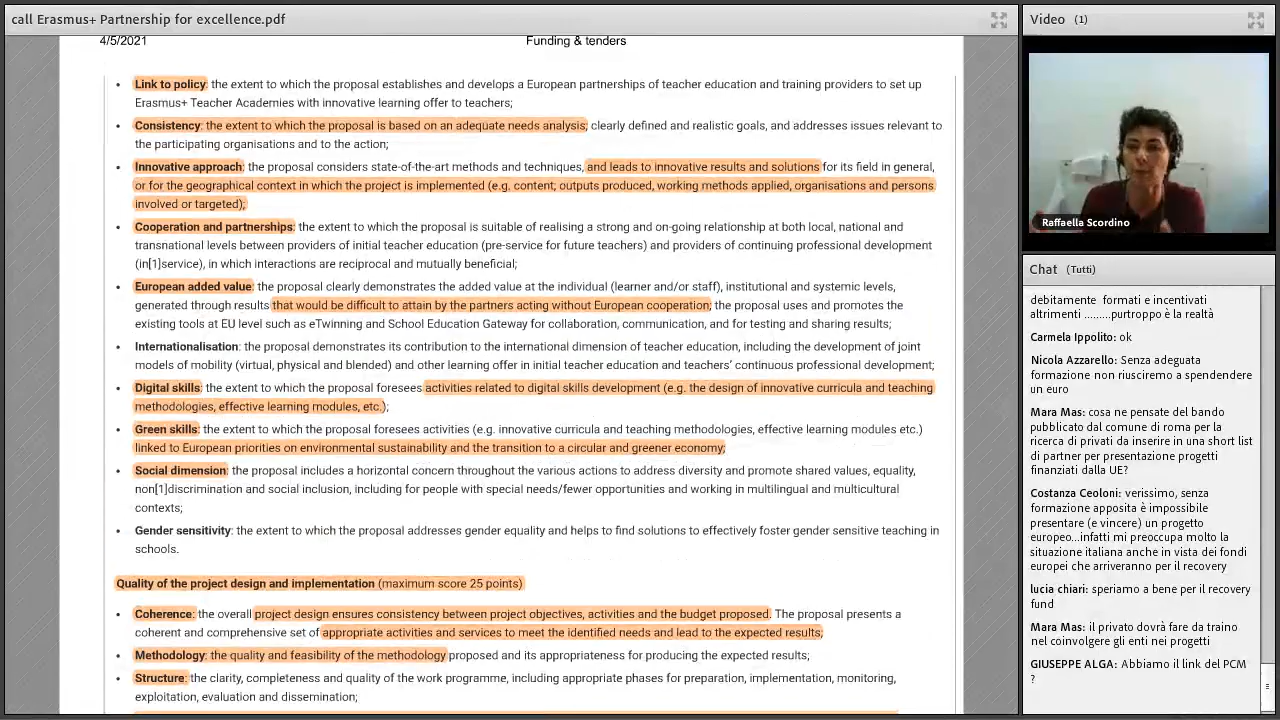 call Erasmus+ Partnership for excellence.pdf
4/5/2021 Funding & tenders
• Link to policy: the extent to which the proposal establishes and develops a European partnerships of teacher education and training providers to set up
Erasmus+ Teacher Academies with innovative learning offer to teachers;
• Consistency: the extent to which the proposal is based on an adequate needs analysis; clearly defined and realistic goals, and addresses issues relevant to
the participating organisations and to the action;
• Innovative approach: the proposal considers state-of-the-art methods and techniques, and leads to innovative results and solutions for its field in general,
or for the geographical context in which the project is implemented (e.g. content; outputs produced, working methods applied, organisations and persons
involved or targeted);
• Cooperation and partnerships: the extent to which the proposal is suitable of realising a strong and on-going relationship at both local, national and
transnational levels between providers of initial teacher education (pre-service for future teachers) and providers of continuing professional development
(in[1]service), in which interactions are reciprocal and mutually beneficial;
• European added value: the proposal clearly demonstrates the added value at the individual (learner and/or staff), institutional and systemic levels,
generated through results that would be difficult to attain by the partners acting without European cooperation; the proposal uses and promotes the
existing tools at EU level such as eTwinning and School Education Gateway for collaboration, communication, and for testing and sharing results;
• Internationalisation: the proposal demonstrates its contribution to the international dimension of teacher education, including the development of joint
models of mobility (virtual, physical and blended) and other learning offer in initial teacher education and teachers' continuous professional development;
• Digital skills: the extent to which the proposal foresees activities related to digital skills development (e.g. the design of innovative curricula and teaching
methodologies, effective learning modules, etc.);
• Green skills: the extent to which the proposal foresees activities (e.g. innovative curricula and teaching methodologies, effective learning modules etc.)
linked to European priorities on environmental sustainability and the transition to a circular and greener economy;
• Social dimension: the proposal includes a horizontal concern throughout the various actions to address diversity and promote shared values, equality,
non[1]discrimination and social inclusion, including for people with special needs/fewer opportunities and working in multilingual and multicultural
contexts;
• Gender sensitivity: the extent to which the proposal addresses gender equality and helps to find solutions to effectively foster gender sensitive teaching in
schools.
Quality of the project design and implementation (maximum score 25 points)
• Coherence: the overall project design ensures consistency between project objectives, activities and the budget proposed. The proposal presents a
coherent and comprehensive set of appropriate activities and services to meet the identified needs and lead to the expected results;
• Methodology: the quality and feasibility of the methodology proposed and its appropriateness for producing the expected results;
• Structure: the clarity, completeness and quality of the work programme, including appropriate phases for preparation, implementation, monitoring,
exploitation, evaluation and dissemination;
Video (1)
Raffaella Scordino
Chat (Tutti)
debitamente formati e incentivati
altrimenti .........purtroppo è la realtà
Carmela Ippolito: ok
Nicola Azzarello: Senza adeguata
formazione non riusciremo a spendendere
un euro
Mara Mas: cosa ne pensate del bando
pubblicato dal comune di roma per la
ricerca di privati da inserire in una short list
di partner per presentazione progetti
finanziati dalla UE?
Costanza Ceoloni: verissimo, senza
formazione apposita è impossibile
presentare (e vincere) un progetto
europeo...infatti mi preoccupa molto la
situazione italiana anche in vista dei fondi
europei che arriveranno per il recovery
lucia chiari: speriamo a bene per il recovery
fund
Mara Mas: il privato dovrà fare da traino
nel coinvolgere gli enti nei progetti
GIUSEPPE ALGA: Abbiamo il link del PCM
?